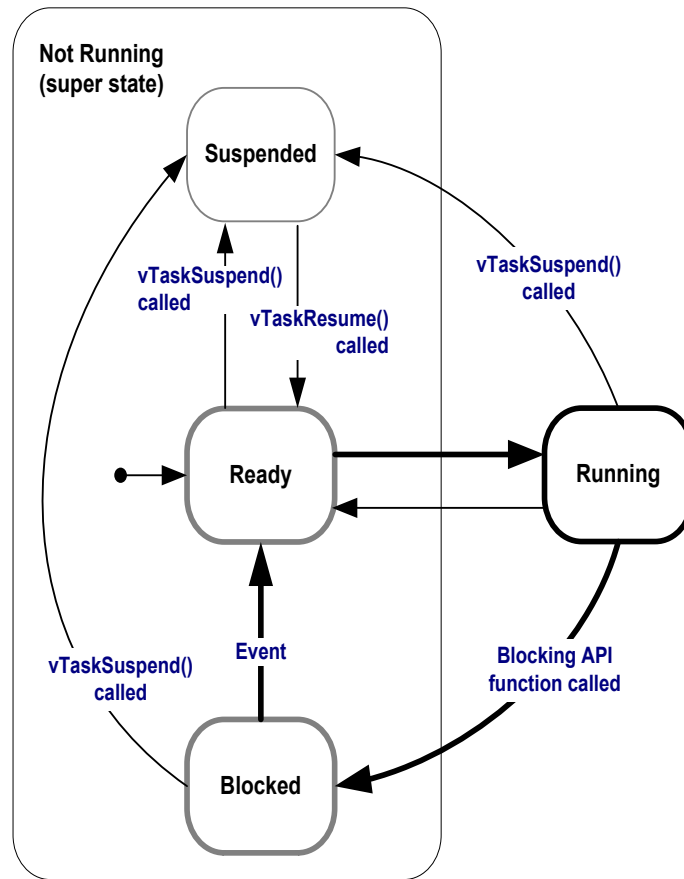 Not Running
(super state)
Suspended
vTaskSuspend()
called
vTaskResume()
called
vTaskSuspend()
called
Ready
Running
Event
vTaskSuspend()
called
Blocking API
function called
Blocked